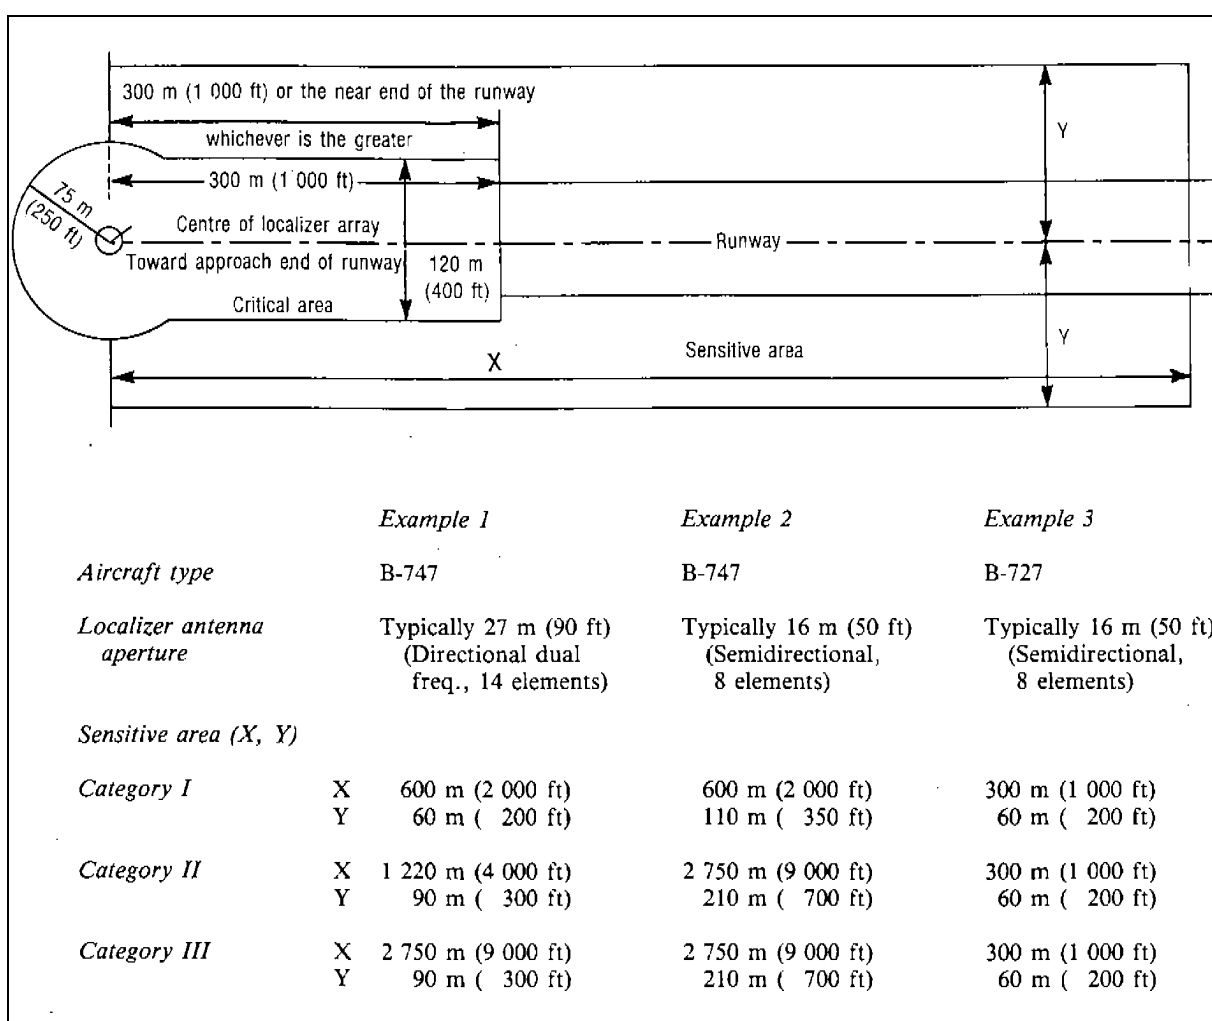 300 m (1 000 ft) or the near end of the runway
whichever is the greater
Y
300 m (1 000 ft)
75 m
(250 ft)
Centre of localizer array
Runway
Toward approach end of runway
120 m
(400 ft)
Critical area
Y
Sensitive area
X
Example 1 Example 2 Example 3
Aircraft type B-747 B-747 B-727
Localizer antenna Typically 27 m (90 ft) Typically 16 m (50 ft) Typically 16 m (50 ft)
aperture (Directional dual (Semidirectional, (Semidirectional,
freq., 14 elements) 8 elements) 8 elements)
Sensitive area (X, Y)
Category I X 600 m (2 000 ft) 600 m (2 000 ft) 300 m (1 000 ft)
Y 60 m ( 200 ft) 110 m ( 350 ft) 60 m ( 200 ft)
Category II X 1 220 m (4 000 ft) 2 750 m (9 000 ft) 300 m (1 000 ft)
Y 90 m ( 300 ft) 210 m ( 700 ft) 60 m ( 200 ft)
Category III X 2 750 m (9 000 ft) 2 750 m (9 000 ft) 300 m (1 000 ft)
Y 90 m ( 300 ft) 210 m ( 700 ft) 60 m ( 200 ft)